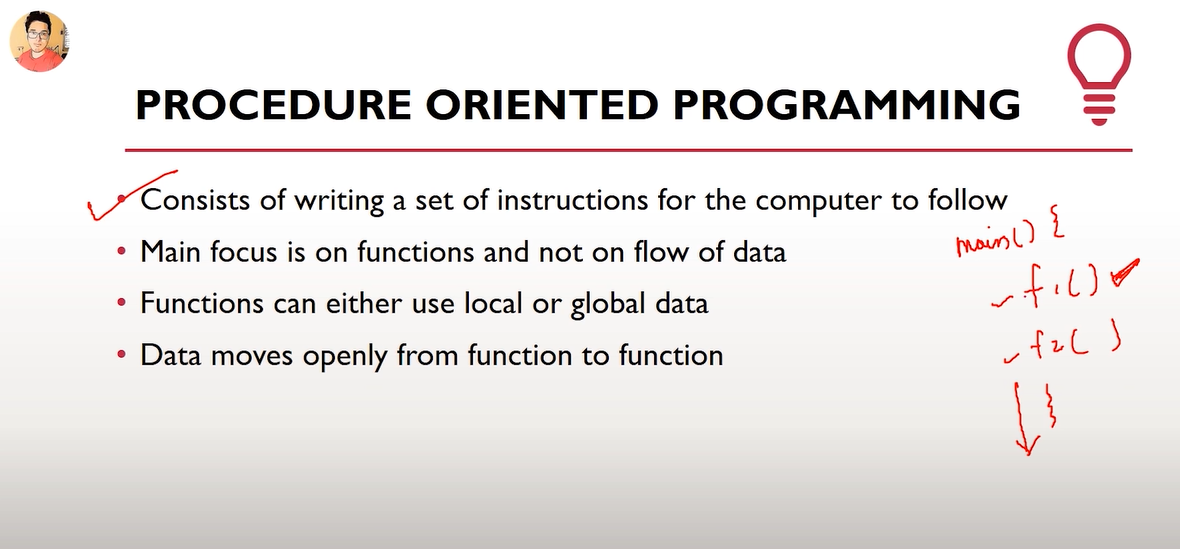 PROCEDURE ORIENTED PROGRAMMING
• Consists of writing a set of instructions for the computer to follow
• Main focus is on functions and not on flow of data
• Functions can either use local or global data
• Data moves openly from function to function
main() {
f1()
f2( )
}